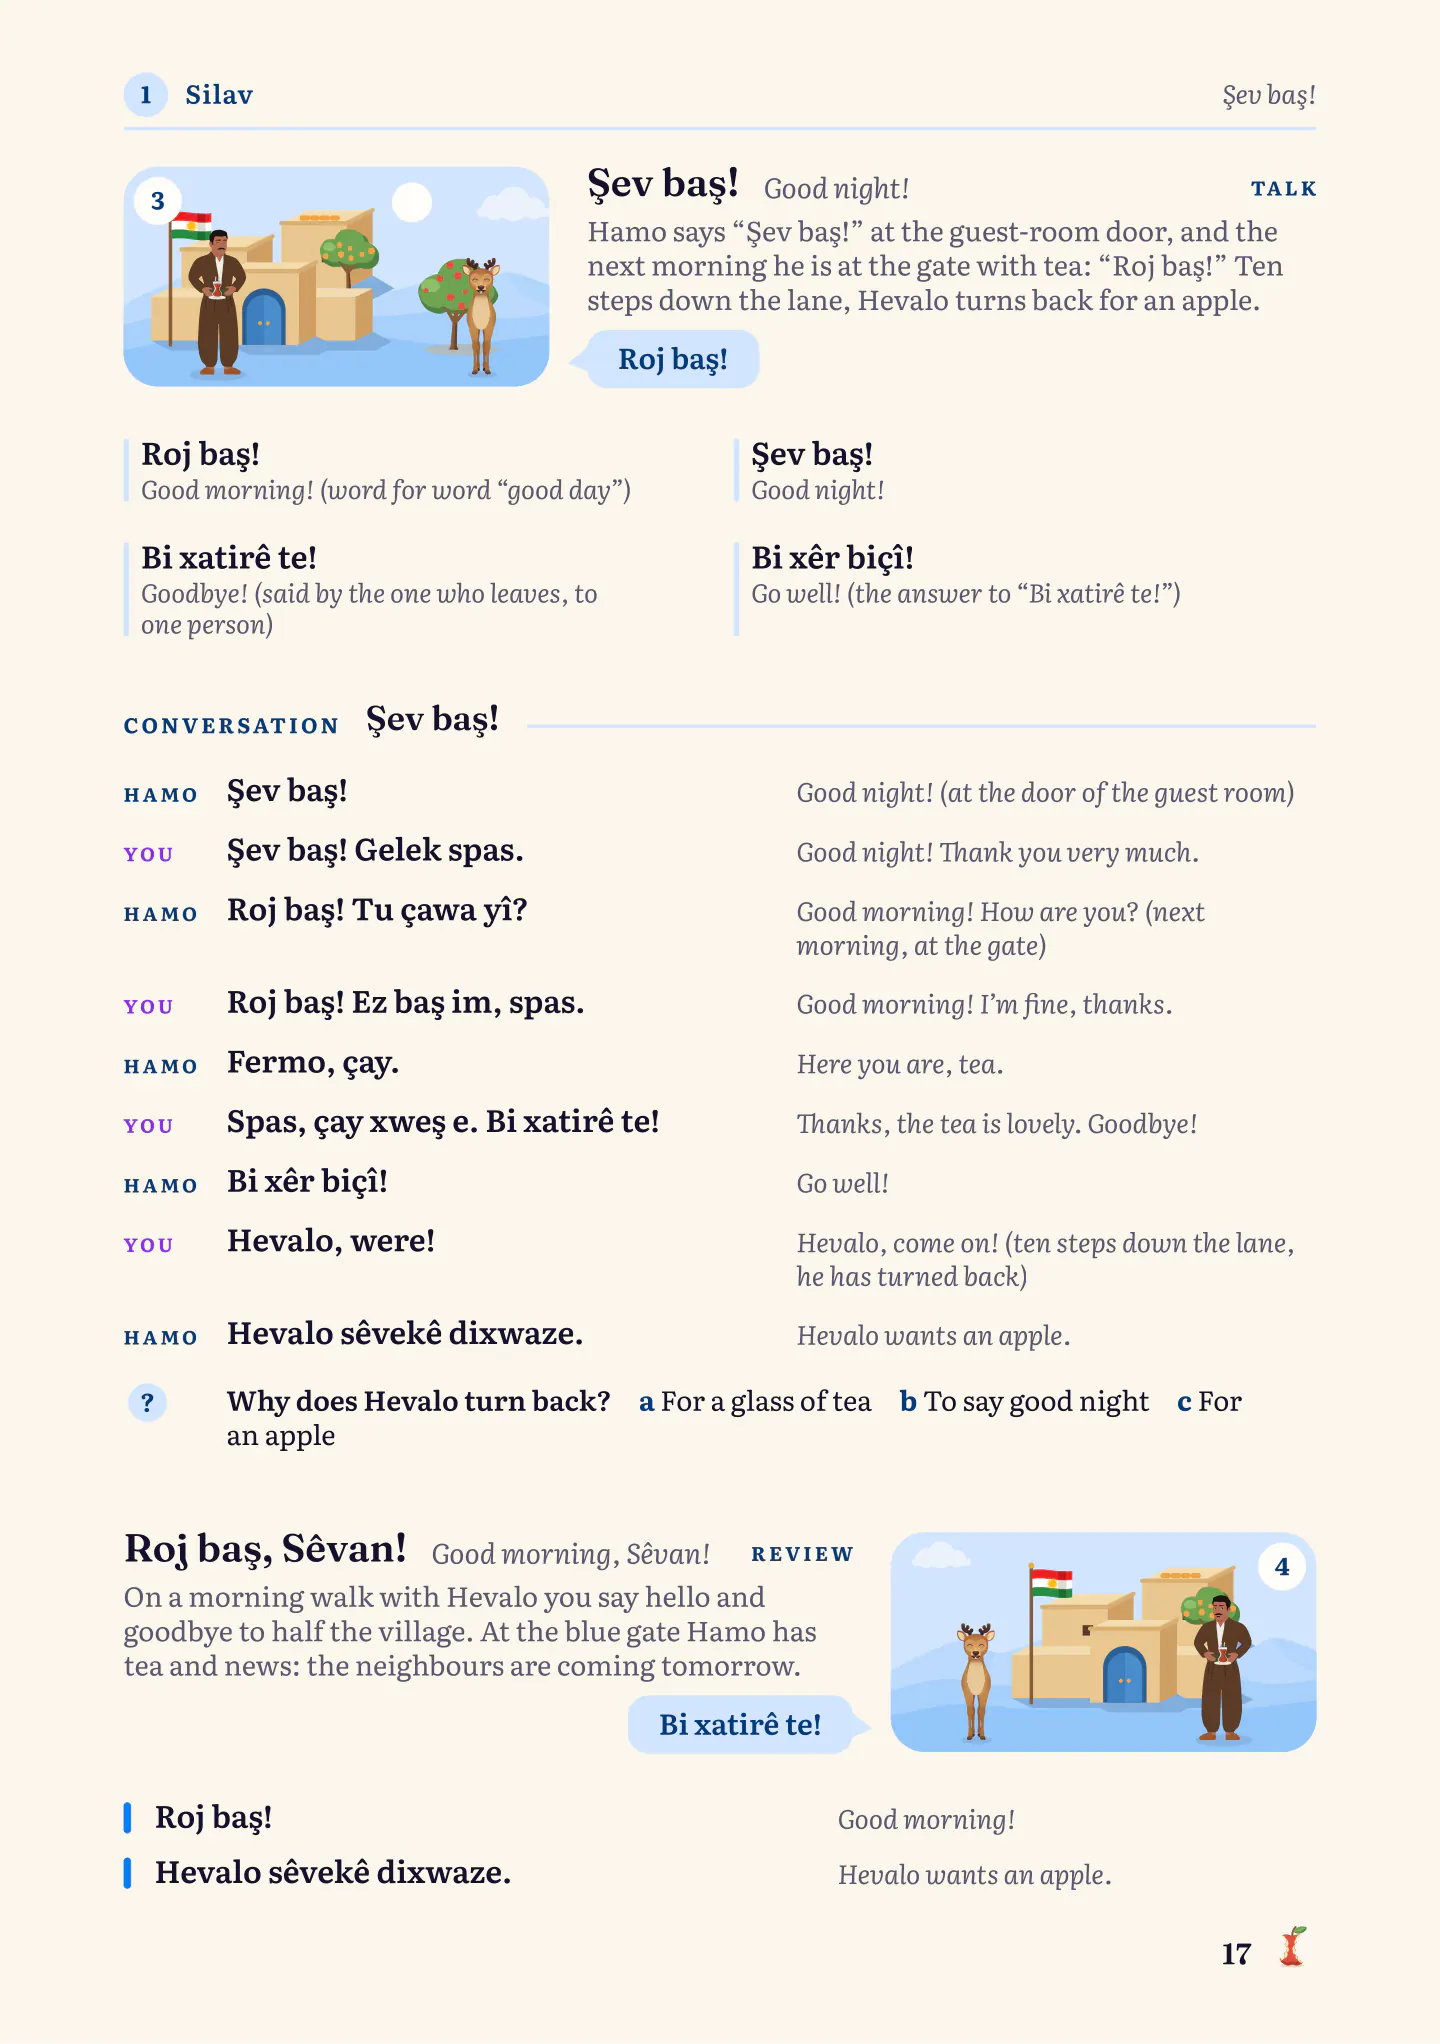 1 Silav Şev baş!
3
Şev baş! Good night! TALK
Hamo says “Şev baş!” at the guest-room door, and the
next morning he is at the gate with tea: “Roj baş!” Ten
steps down the lane, Hevalo turns back for an apple.
Roj baş!
Roj baş!
Good morning! (word for word “good day”)
Şev baş!
Good night!
Bi xatirê te!
Goodbye! (said by the one who leaves, to
one person)
Bi xêr biçî!
Go well! (the answer to “Bi xatirê te!”)
CONVERSATION Şev baş!
HAMO Şev baş! Good night! (at the door of the guest room)
YOU Şev baş! Gelek spas. Good night! Thank you very much.
HAMO Roj baş! Tu çawa yî? Good morning! How are you? (next
morning, at the gate)
YOU Roj baş! Ez baş im, spas. Good morning! I’m fine, thanks.
HAMO Fermo, çay. Here you are, tea.
YOU Spas, çay xweş e. Bi xatirê te! Thanks, the tea is lovely. Goodbye!
HAMO Bi xêr biçî! Go well!
YOU Hevalo, were! Hevalo, come on! (ten steps down the lane,
he has turned back)
HAMO Hevalo sêvekê dixwaze. Hevalo wants an apple.
? Why does Hevalo turn back? a For a glass of tea b To say good night c For
an apple
Roj baş, Sêvan! Good morning, Sêvan! REVIEW
On a morning walk with Hevalo you say hello and
goodbye to half the village. At the blue gate Hamo has
tea and news: the neighbours are coming tomorrow.
Bi xatirê te!
4
Roj baş! Good morning!
Hevalo sêvekê dixwaze. Hevalo wants an apple.
17